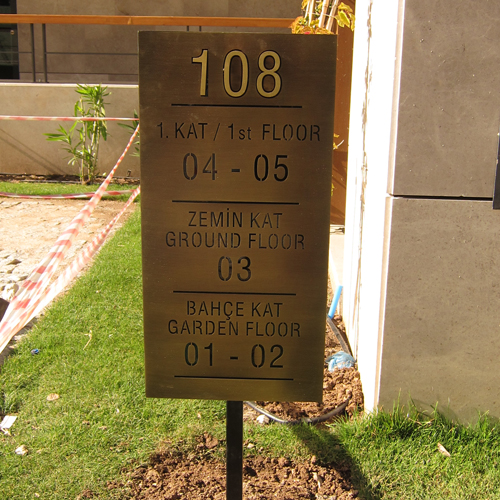 108
1. KAT / 1st FLOOR
04 - 05
ZEMİN KAT
GROUND FLOOR
03
BAHÇE KAT
GARDEN FLOOR
01 - 02